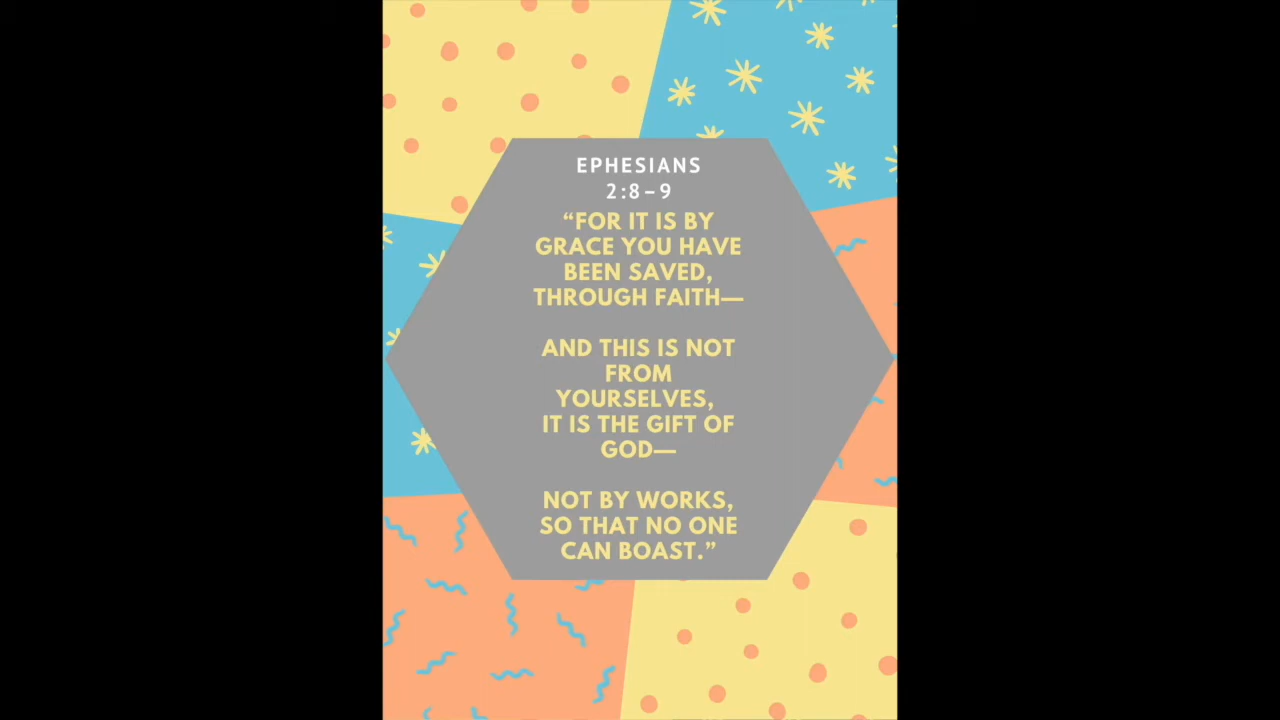 EPHESIANS
2:8–9
“FOR IT IS BY
GRACE YOU HAVE
BEEN SAVED,
THROUGH FAITH—
AND THIS IS NOT
FROM
YOURSELVES,
IT IS THE GIFT OF
GOD—
NOT BY WORKS,
SO THAT NO ONE
CAN BOAST.”